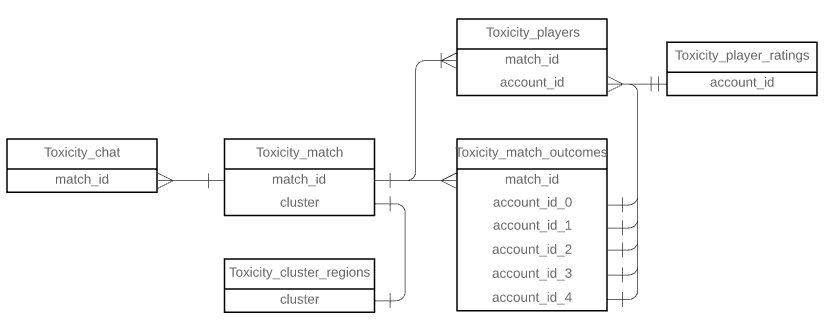 Toxicity_players
match_id
account_id
Toxicity_player_ratings
account_id
Toxicity_chat
match_id
Toxicity_match
match_id
cluster
Toxicity_match_outcomes
match_id
account_id_0
account_id_1
account_id_2
account_id_3
account_id_4
Toxicity_cluster_regions
cluster